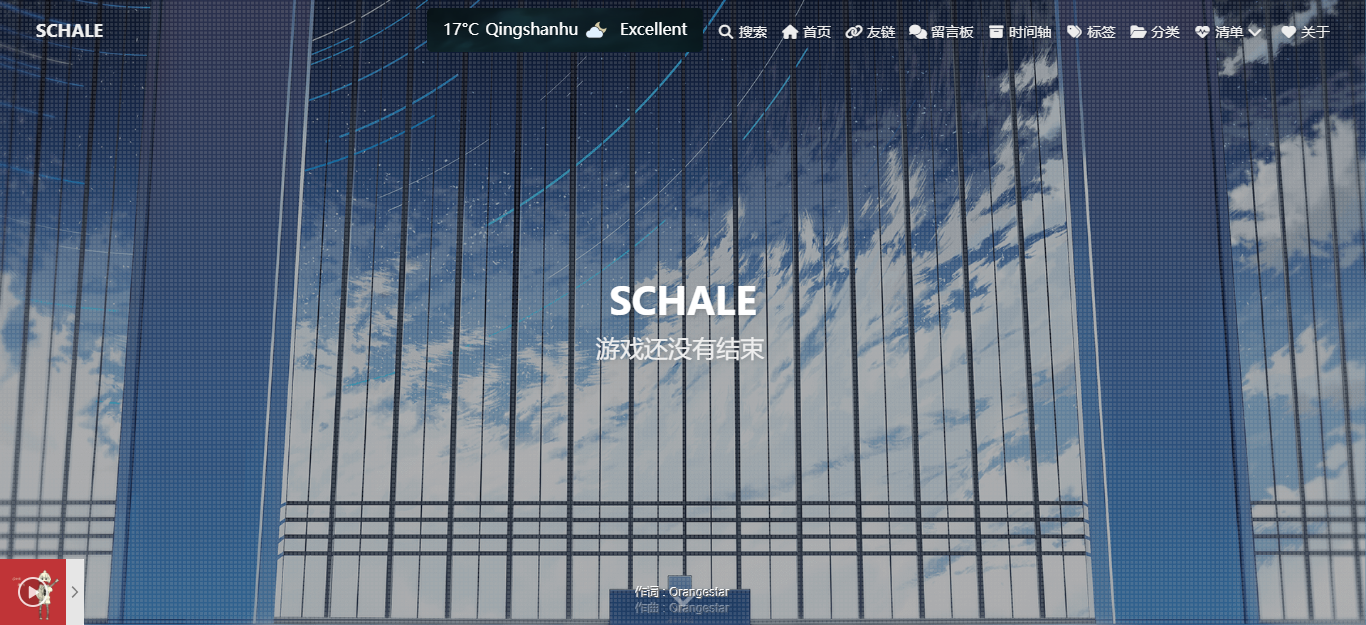 SCHALE
17°C Qingshanhu Excellent
搜索 首页 友链 留言板 时间轴 标签 分类 清单 关于
SCHALE
游戏还没有结束
作词 : Orangestar
作曲 : Orangestar